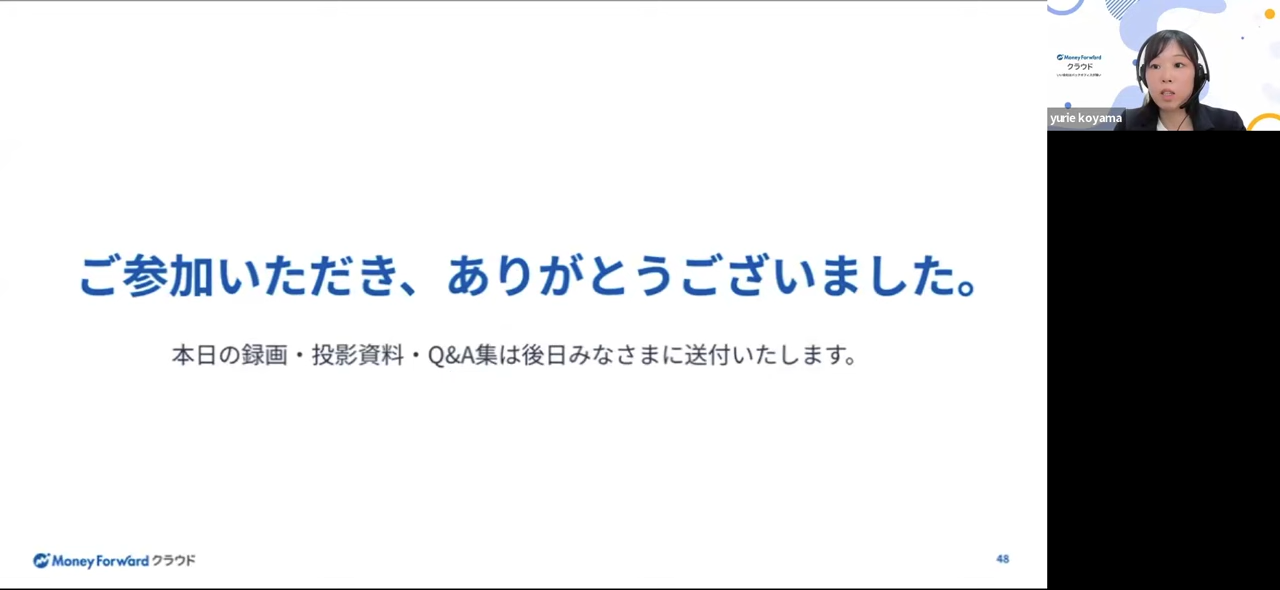 ご参加いただき、ありがとうございました。
本日の録画・投影資料・Q&A集は後日みなさまに送付いたします。
Money Forward クラウド
48
Money Forward
クラウド
yurie koyama